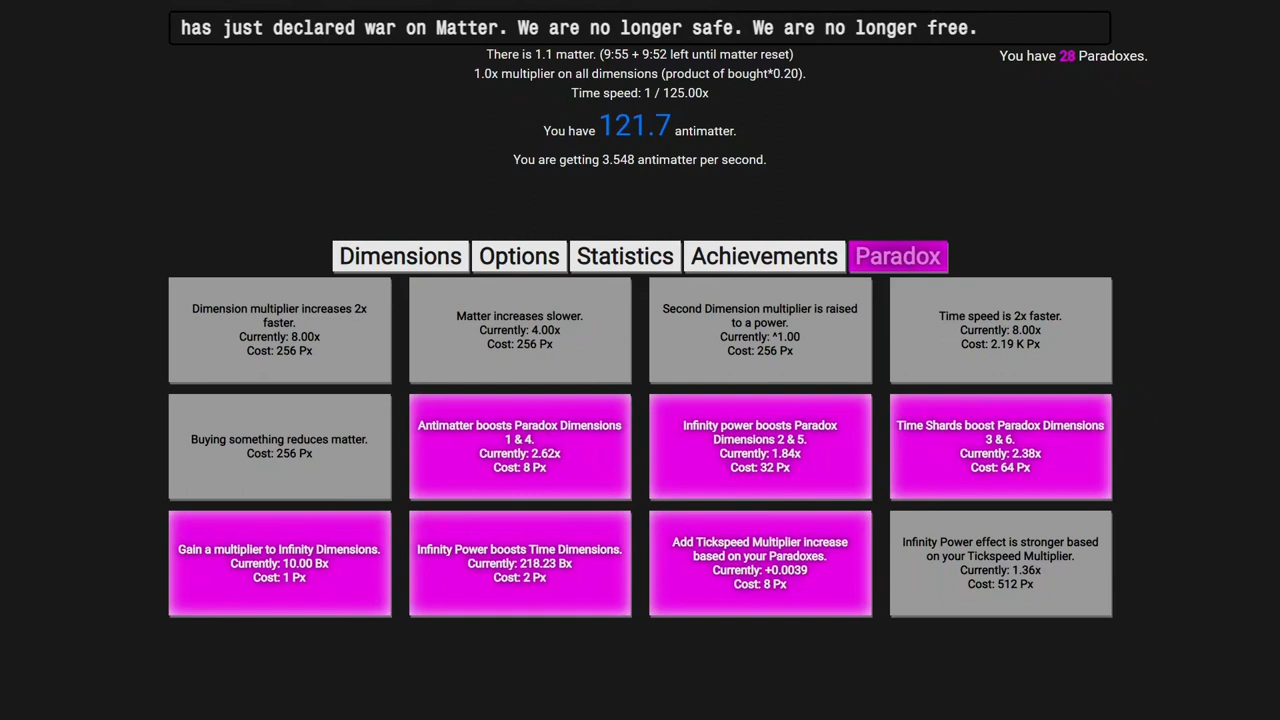 has just declared war on Matter. We are no longer safe. We are no longer free.
There is 1.1 matter. (9:55 + 9:52 left until matter reset)
You have 28 Paradoxes.
1.0x multiplier on all dimensions (product of bought*0.20).
Time speed: 1 / 125.00x
You have 121.7 antimatter.
You are getting 3.548 antimatter per second.
Dimensions
Options
Statistics
Achievements
Paradox
Dimension multiplier increases 2x
faster.
Currently: 8.00x
Cost: 256 Px
Matter increases slower.
Currently: 4.00x
Cost: 256 Px
Second Dimension multiplier is raised
to a power.
Currently: ^1.00
Cost: 256 Px
Time speed is 2x faster.
Currently: 8.00x
Cost: 2.19 K Px
Buying something reduces matter.
Cost: 256 Px
Antimatter boosts Paradox Dimensions
1 & 4.
Currently: 2.62x
Cost: 8 Px
Infinity power boosts Paradox
Dimensions 2 & 5.
Currently: 1.84x
Cost: 32 Px
Time Shards boost Paradox Dimensions
3 & 6.
Currently: 2.38x
Cost: 64 Px
Gain a multiplier to Infinity Dimensions.
Currently: 10.00 Bx
Cost: 1 Px
Infinity Power boosts Time Dimensions.
Currently: 218.23 Bx
Cost: 2 Px
Add Tickspeed Multiplier increase
based on your Paradoxes.
Currently: +0.0039
Cost: 8 Px
Infinity Power effect is stronger based
on your Tickspeed Multiplier.
Currently: 1.36x
Cost: 512 Px